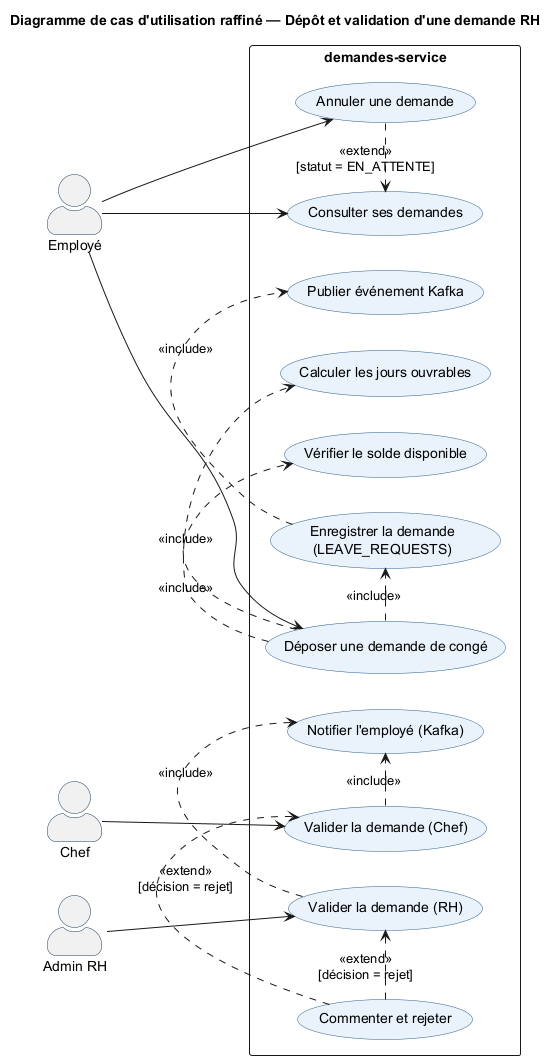 Diagramme de cas d'utilisation raffiné — Dépôt et validation d'une demande RH
demandes-service
Annuler une demande
«extend»
[statut = EN_ATTENTE]
Consulter ses demandes
Employé
Publier événement Kafka
«include»
Calculer les jours ouvrables
Vérifier le solde disponible
Enregistrer la demande
(LEAVE_REQUESTS)
«include»
«include»
«include»
Déposer une demande de congé
Notifier l'employé (Kafka)
«include»
«include»
Valider la demande (Chef)
Chef
«extend»
[décision = rejet]
Valider la demande (RH)
Admin RH
«extend»
[décision = rejet]
Commenter et rejeter